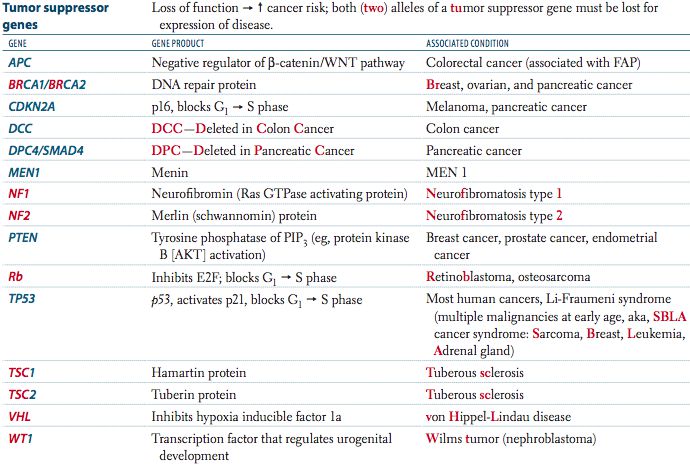 Tumor suppressor genes
Loss of function → ↑ cancer risk; both (two) alleles of a tumor suppressor gene must be lost for
expression of disease.
GENE GENE PRODUCT ASSOCIATED CONDITION
APC Negative regulator of β-catenin/WNT pathway Colorectal cancer (associated with FAP)
BRCA1/BRCA2 DNA repair protein Breast, ovarian, and pancreatic cancer
CDKN2A p16, blocks G1 → S phase Melanoma, pancreatic cancer
DCC DCC—Deleted in Colon Cancer Colon cancer
DPC4/SMAD4 DPC—Deleted in Pancreatic Cancer Pancreatic cancer
MEN1 Menin MEN 1
NF1 Neurofibromin (Ras GTPase activating protein) Neurofibromatosis type 1
NF2 Merlin (schwannomin) protein Neurofibromatosis type 2
PTEN Tyrosine phosphatase of PIP3 (eg, protein kinase B [AKT] activation) Breast cancer, prostate cancer, endometrial cancer
Rb Inhibits E2F; blocks G1 → S phase Retinoblastoma, osteosarcoma
TP53 p53, activates p21, blocks G1 → S phase Most human cancers, Li-Fraumeni syndrome
(multiple malignancies at early age, aka, SBLA
cancer syndrome: Sarcoma, Breast, Leukemia,
Adrenal gland)
TSC1 Hamartin protein Tuberous sclerosis
TSC2 Tuberin protein Tuberous sclerosis
VHL Inhibits hypoxia inducible factor 1a von Hippel-Lindau disease
WT1 Transcription factor that regulates urogenital development Wilms tumor (nephroblastoma)